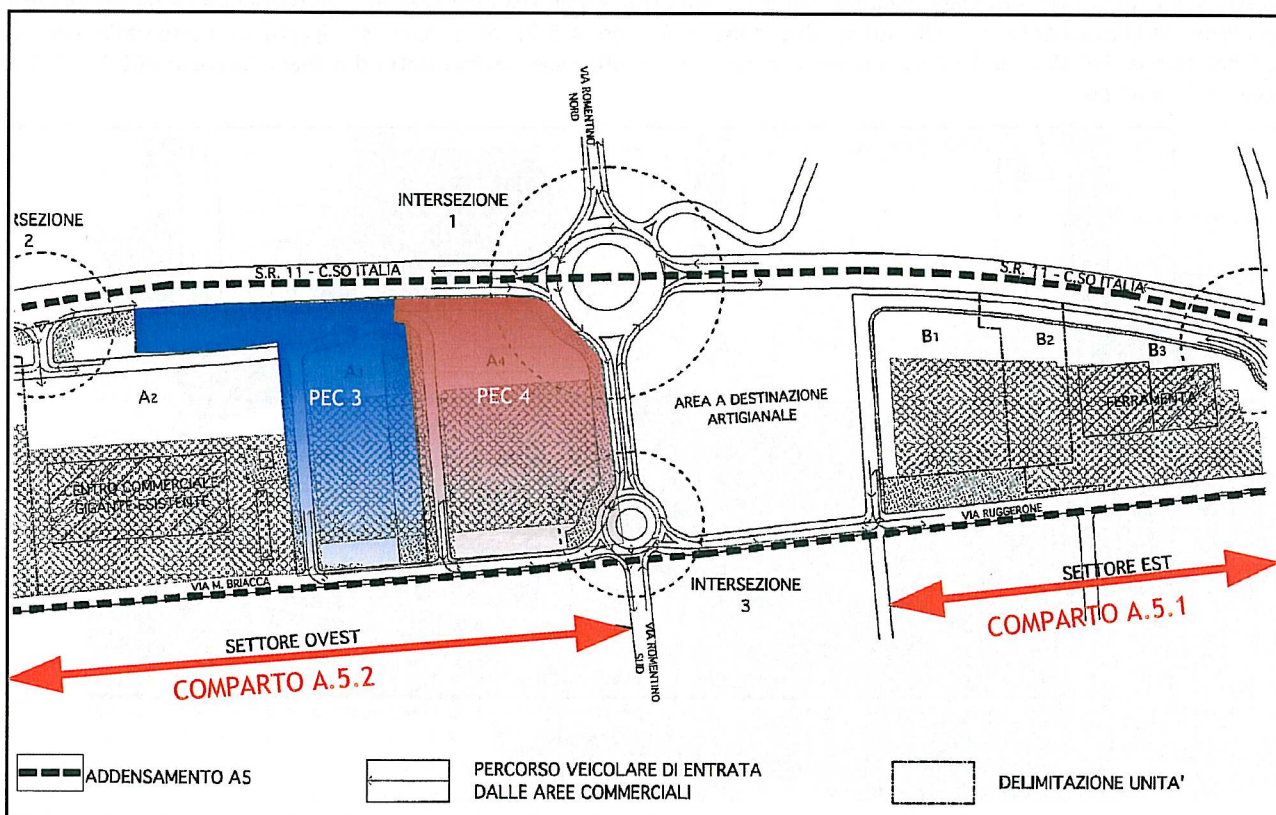 VIA ROMENTINO
NORD
INTERSEZIONE
1
RSEZIONE
2
S.R. 11 - C.SO ITALIA
S.R. 11 - C.SO ITALIA
A2
A3
A4
PEC 3
PEC 4
AREA A DESTINAZIONE
ARTIGIANALE
B1
B2
B3
FERRAMENTA
CENTRO COMMERCIALE
GIGANTE ESISTENTE
VIA M. BRIACCA
VIA RUGGERONE
INTERSEZIONE
3
SETTORE OVEST
COMPARTO A.5.2
VIA ROMENTINO
SUD
SETTORE EST
COMPARTO A.5.1
ADDENSAMENTO A5
PERCORSO VEICOLARE DI ENTRATA
DALLE AREE COMMERCIALI
DELIMITAZIONE UNITA'